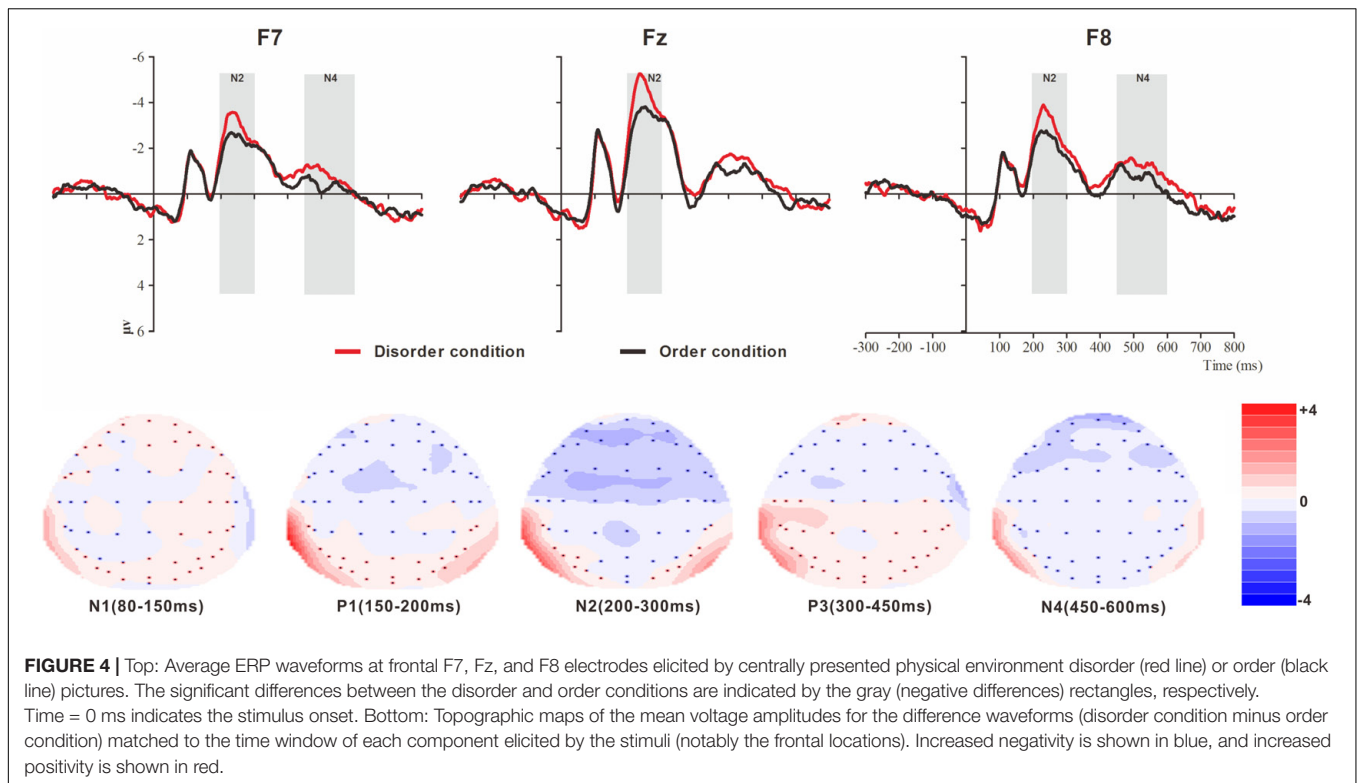 F7 Fz F8
-6
-4
-2
2
4
6
μv
N2 N4
N2
N2 N4
Disorder condition Order condition
-300 -200 -100 100 200 300 400 500 600 700 800
Time (ms)
+4
0
-4
N1(80-150ms) P1(150-200ms) N2(200-300ms) P3(300-450ms) N4(450-600ms)
FIGURE 4 | Top: Average ERP waveforms at frontal F7, Fz, and F8 electrodes elicited by centrally presented physical environment disorder (red line) or order (black
line) pictures. The significant differences between the disorder and order conditions are indicated by the gray (negative differences) rectangles, respectively.
Time = 0 ms indicates the stimulus onset. Bottom: Topographic maps of the mean voltage amplitudes for the difference waveforms (disorder condition minus order
condition) matched to the time window of each component elicited by the stimuli (notably the frontal locations). Increased negativity is shown in blue, and increased
positivity is shown in red.